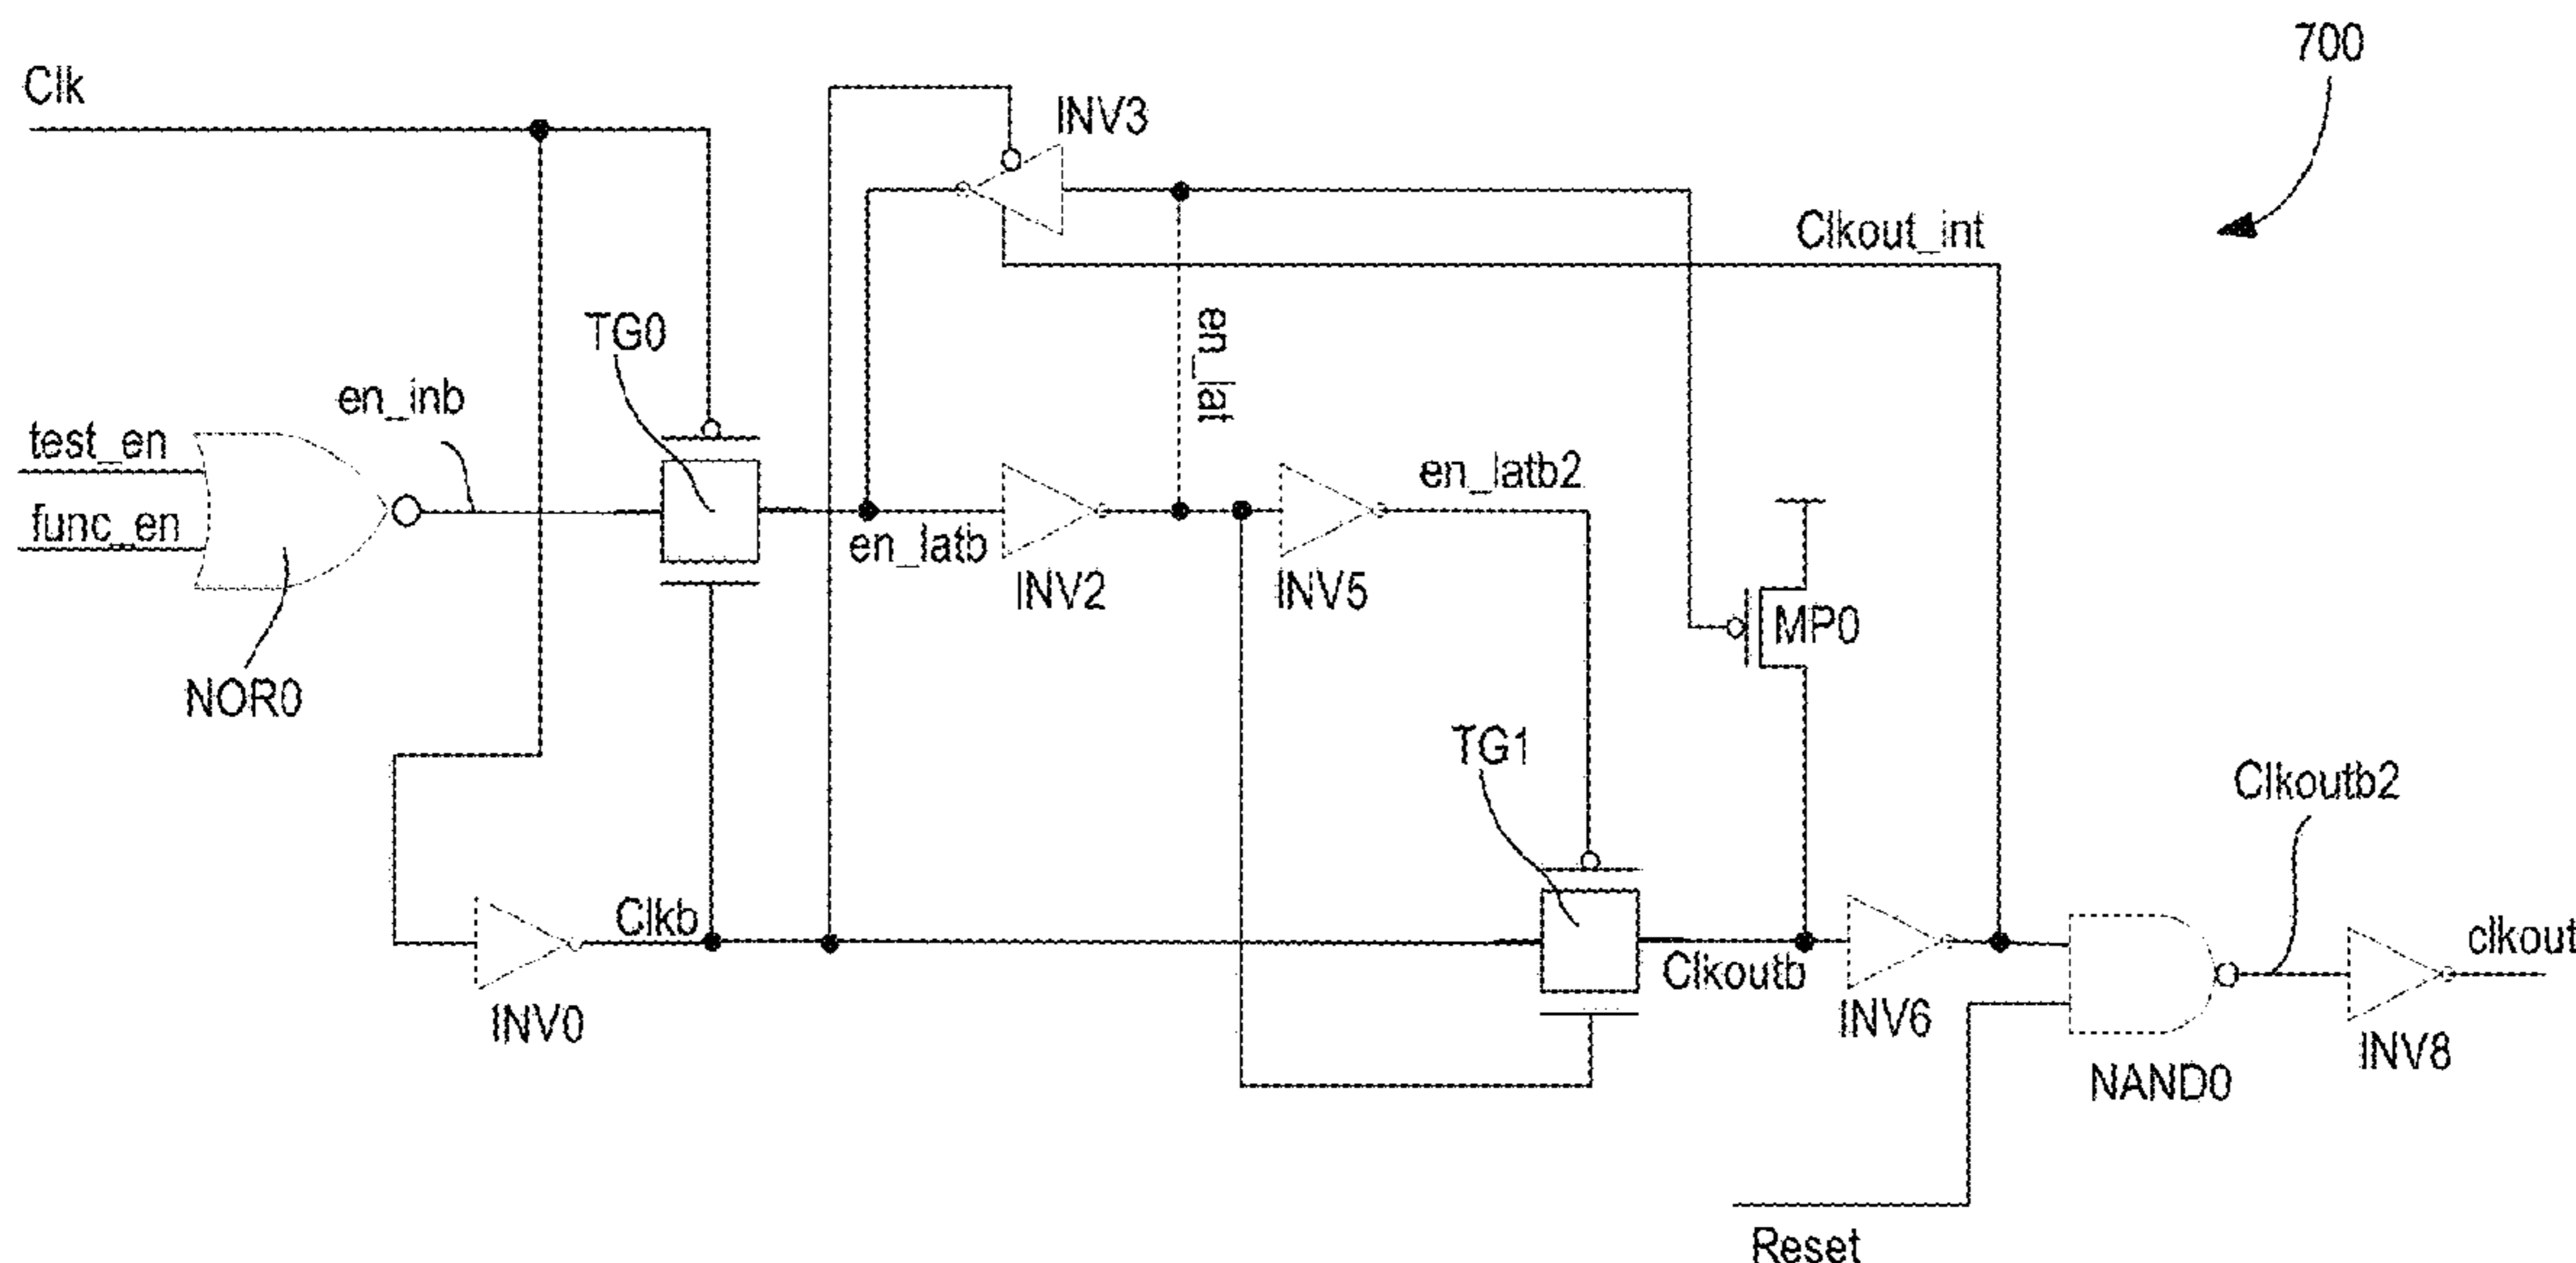 700
Clk
INV3
Clkout_int
TG0
en_lat
en_inb
test_en
func_en
en_latb
en_latb2
INV2
INV5
MP0
NOR0
TG1
Clkoutb2
Clkb
Clkoutb
clkout
INV0
INV6
INV8
NAND0
Reset